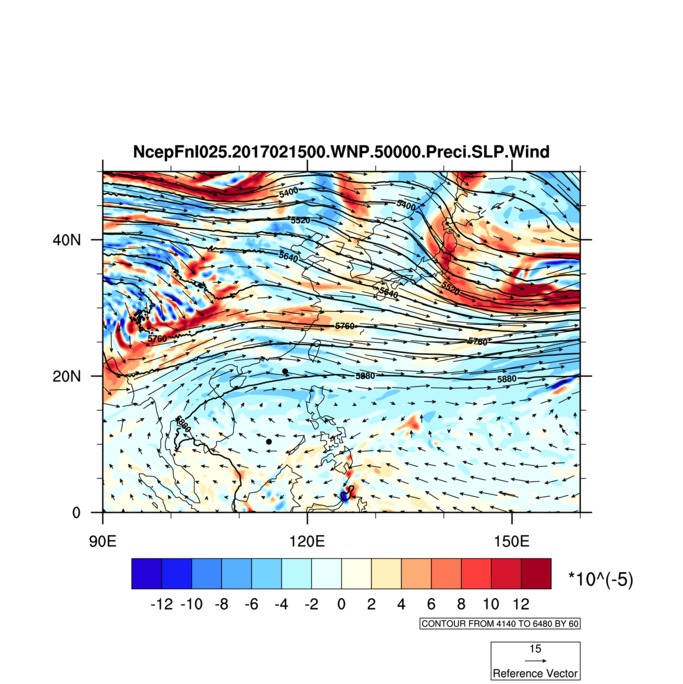 NcepFnl025.2017021500.WNP.50000.Preci.SLP.Wind
5400
5400
5520
40N
5640
5640
5520
5760
5760
5760
20N
5880
5880
5880
0
90E 120E 150E
-12 -10 -8 -6 -4 -2 0 2 4 6 8 10 12
*10^(-5)
CONTOUR FROM 4140 TO 6480 BY 60
15
Reference Vector